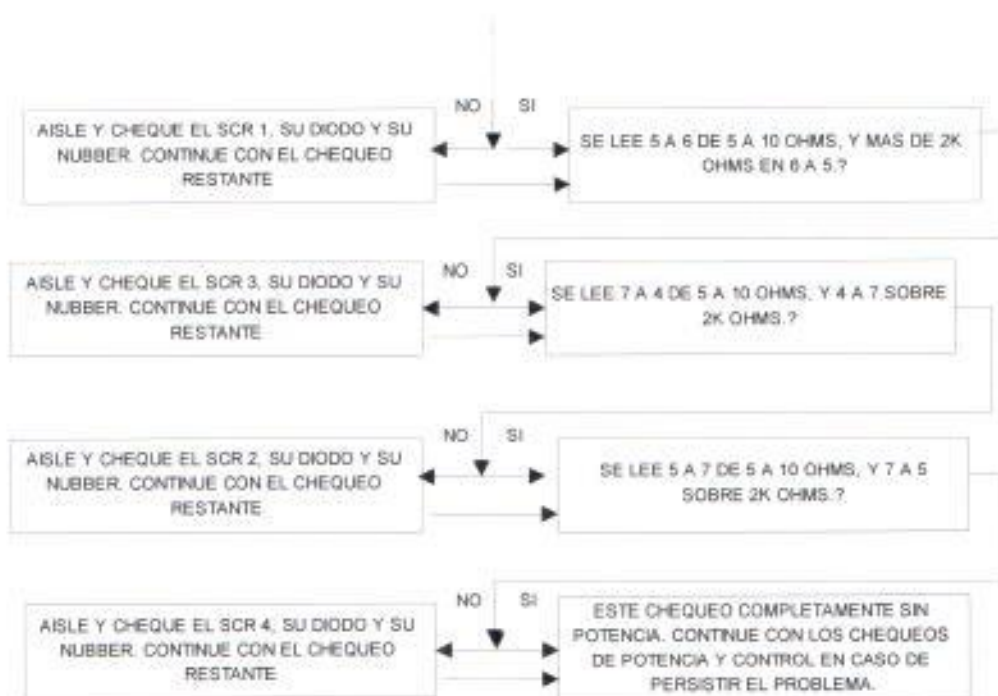 NO SI
AISLE Y CHEQUE EL SCR 1, SU DIODO Y SU
NUBBER. CONTINUE CON EL CHEQUEO
RESTANTE
SE LEE 5 A 6 DE 5 A 10 OHMS, Y MAS DE 2K
OHMS EN 6 A 5.?
NO SI
AISLE Y CHEQUE EL SCR 3, SU DIODO Y SU
NUBBER. CONTINUE CON EL CHEQUEO
RESTANTE
SE LEE 7 A 4 DE 5 A 10 OHMS, Y 4 A 7 SOBRE
2K OHMS.?
NO SI
AISLE Y CHEQUE EL SCR 2, SU DIODO Y SU
NUBBER. CONTINUE CON EL CHEQUEO
RESTANTE
SE LEE 5 A 7 DE 5 A 10 OHMS, Y 7 A 5
SOBRE 2K OHMS.?
NO SI
AISLE Y CHEQUE EL SCR 4, SU DIODO Y SU
NUBBER. CONTINUE CON EL CHEQUEO
RESTANTE
ESTE CHEQUEO COMPLETAMENTE SIN
POTENCIA. CONTINUE CON LOS CHEQUEOS
DE POTENCIA Y CONTROL EN CASO DE
PERSISTIR EL PROBLEMA.